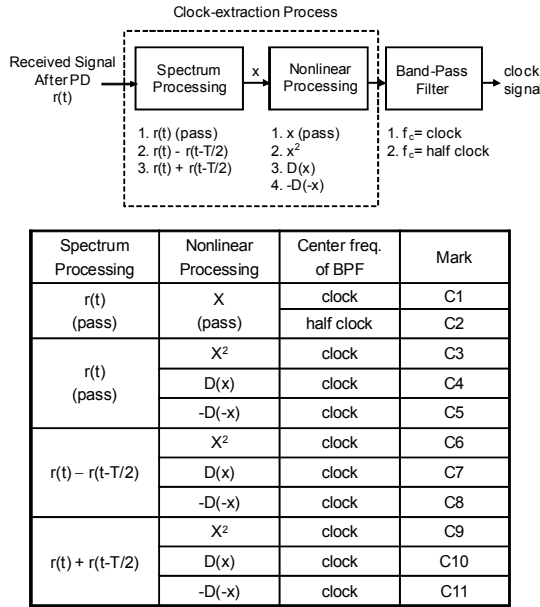 Clock-extraction Process
Received Signal
After PD
r(t)
Spectrum
Processing
x
Nonlinear
Processing
Band-Pass
Filter
clock
signal
1. r(t) (pass)
2. r(t) - r(t-T/2)
3. r(t) + r(t-T/2)
1. x (pass)
2. x²
3. D(x)
4. -D(-x)
1. f_c= clock
2. f_c= half clock
Spectrum
Processing
Nonlinear
Processing
Center freq.
of BPF
Mark
r(t)
(pass)
X
(pass)
clock
C1
half clock
C2
r(t)
(pass)
X²
clock
C3
D(x)
clock
C4
-D(-x)
clock
C5
r(t) – r(t-T/2)
X²
clock
C6
D(x)
clock
C7
-D(-x)
clock
C8
r(t) + r(t-T/2)
X²
clock
C9
D(x)
clock
C10
-D(-x)
clock
C11